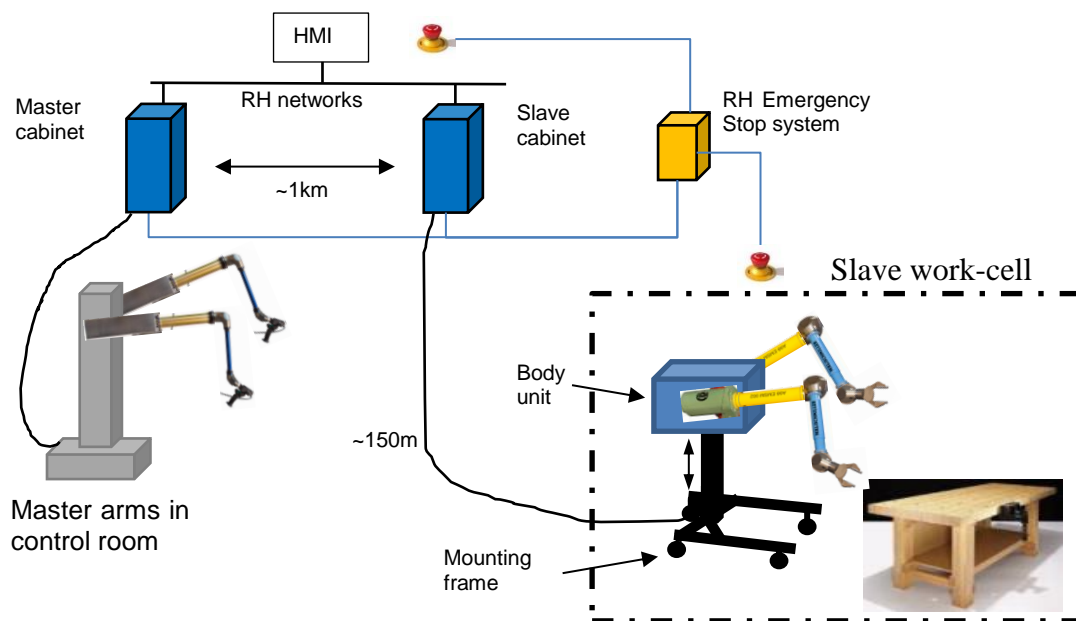 HMI
Master
cabinet
RH networks
Slave
cabinet
RH Emergency
Stop system
~1km
Slave work-cell
Body
unit
~150m
Master arms in
control room
Mounting
frame